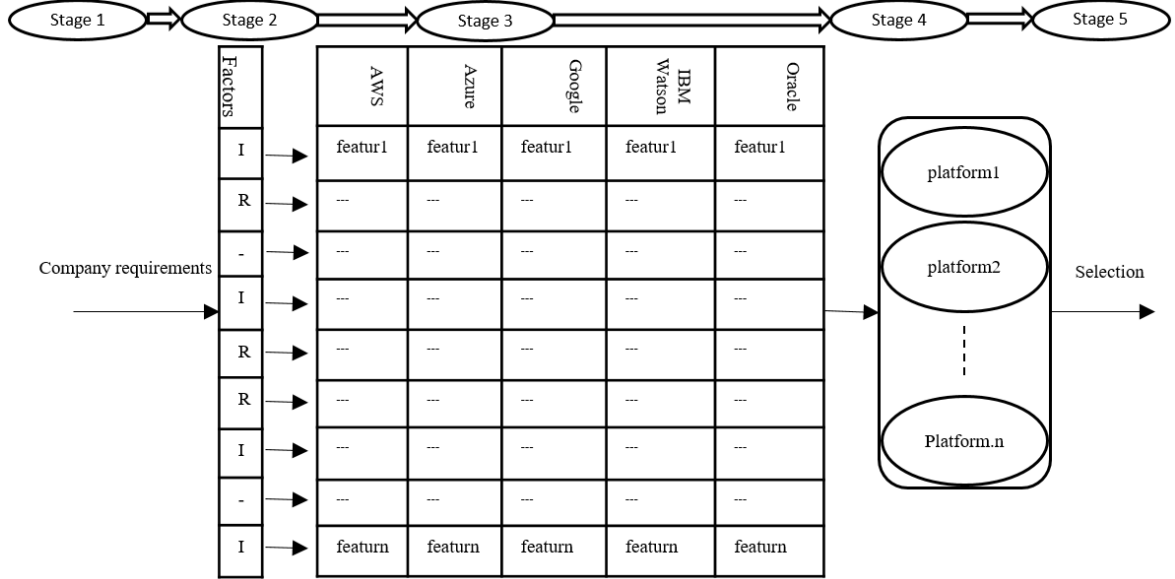 Stage 1 Stage 2 Stage 3 Stage 4 Stage 5
Factors AWS Azure Google IBM Watson Oracle
I featur1 featur1 featur1 featur1 featur1
R --- --- --- --- ---
- --- --- --- --- ---
I --- --- --- --- ---
R --- --- --- --- ---
R --- --- --- --- ---
I --- --- --- --- ---
- --- --- --- --- ---
I featurn featurn featurn featurn featurn
Company requirements
platform1
platform2
Platform.n
Selection